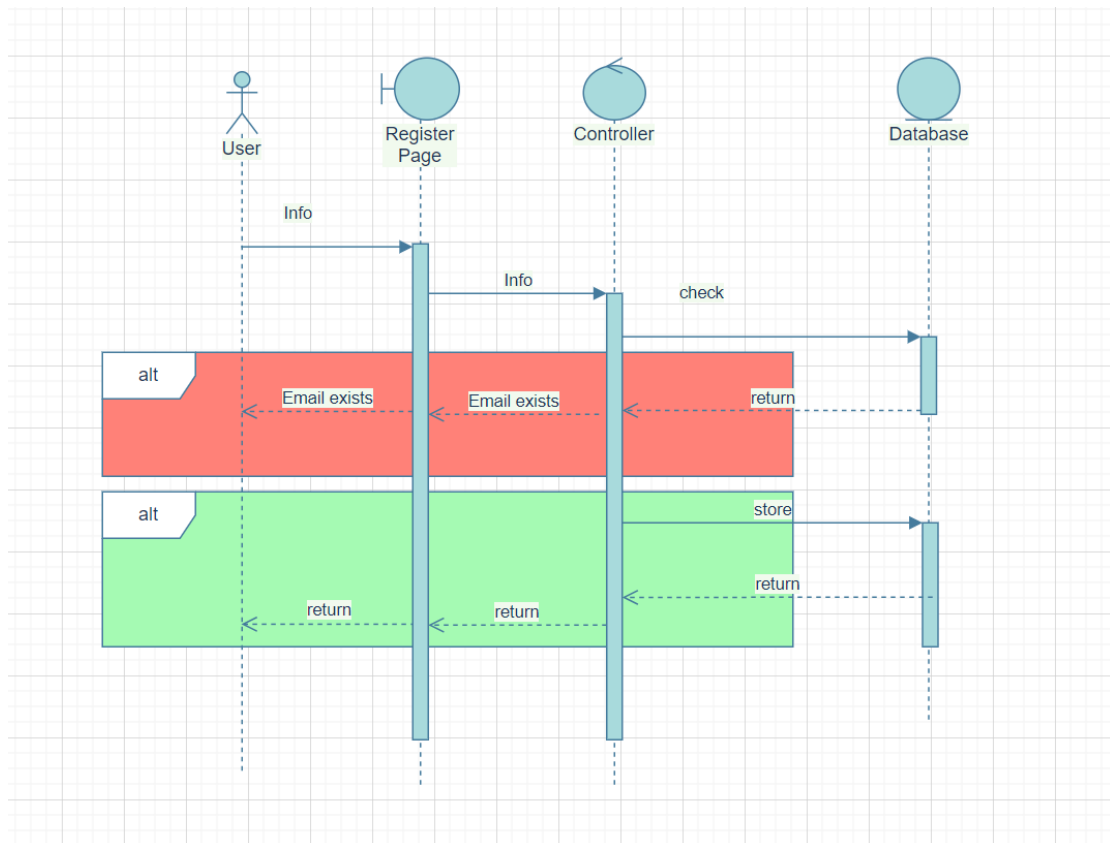 User
Register
Page
Controller
Database
Info
Info
check
alt
Email exists
Email exists
return
alt
store
return
return
return